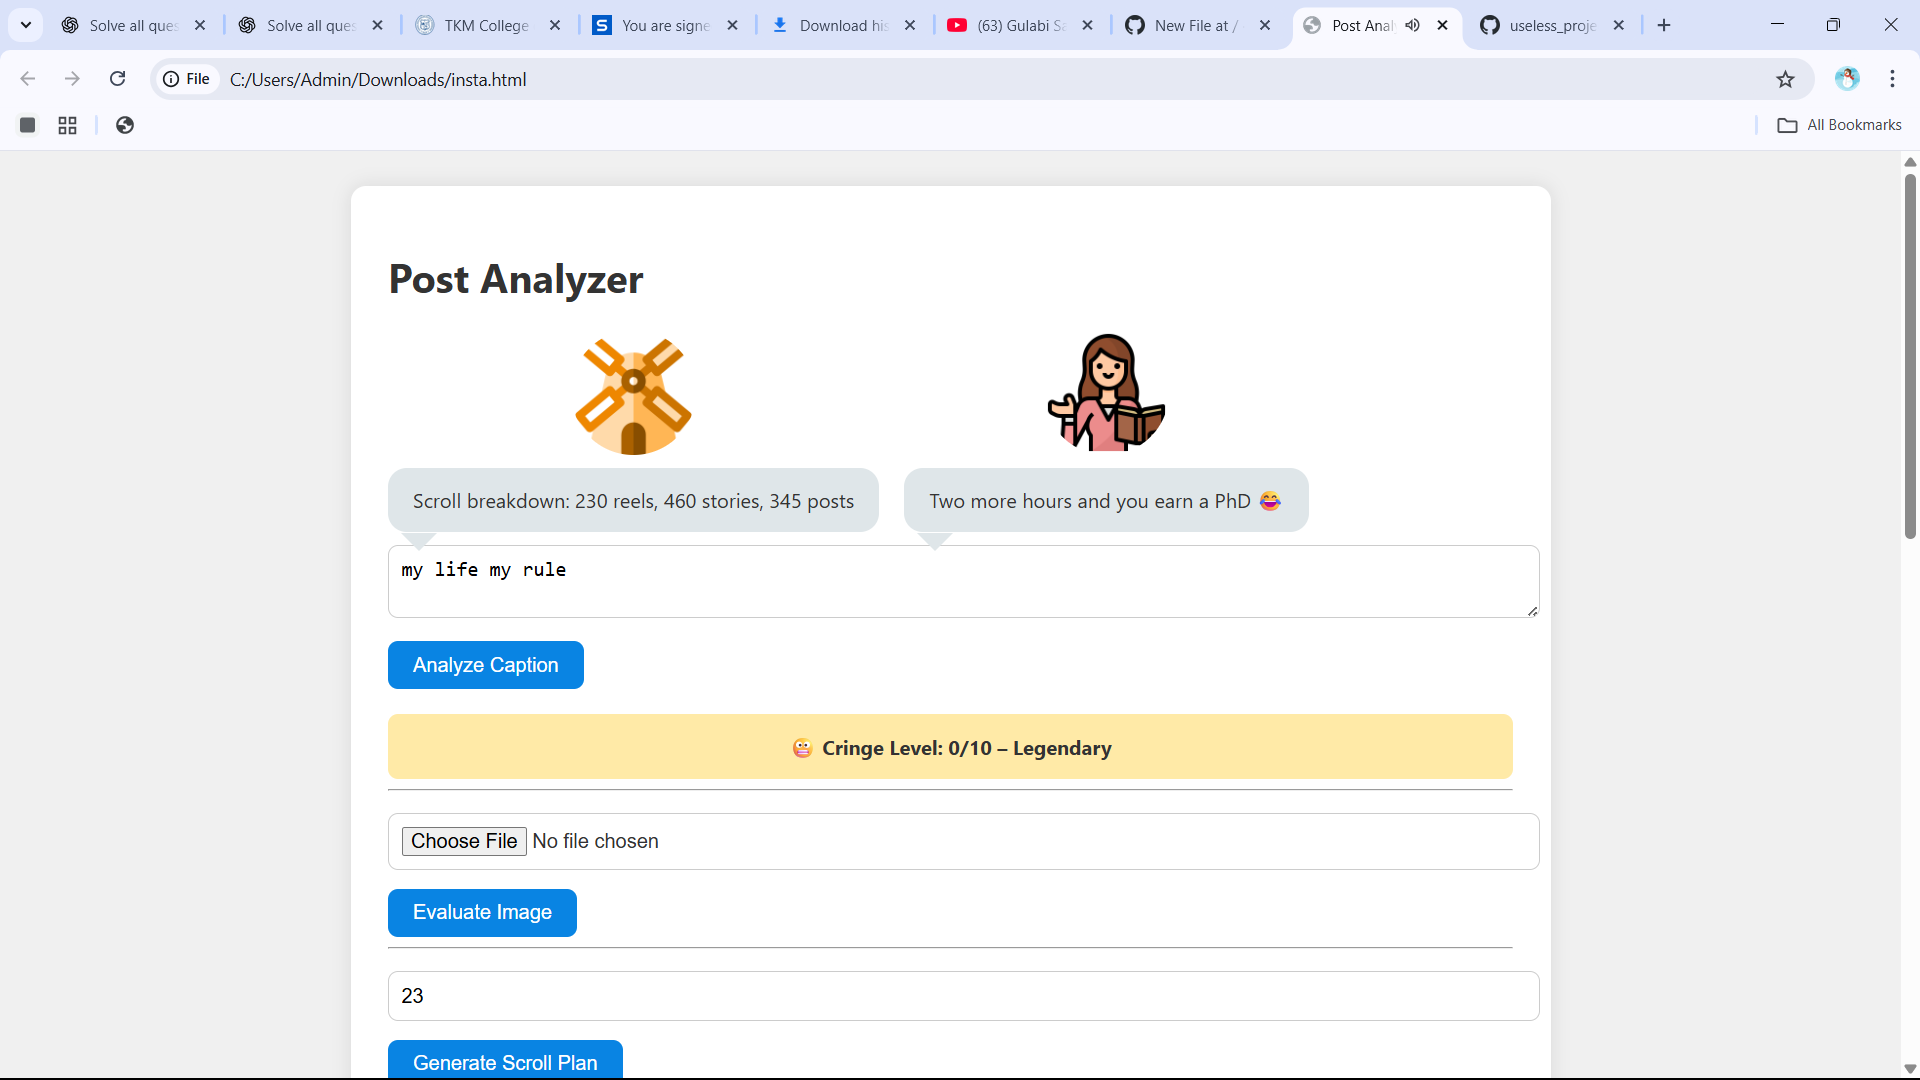 Solve all ques
Solve all ques
TKM College
You are signe
Download his
(63) Gulabi Sa
New File at /
Post Anal
useless_proje
File
C:/Users/Admin/Downloads/insta.html
All Bookmarks
Post Analyzer
Scroll breakdown: 230 reels, 460 stories, 345 posts
Two more hours and you earn a PhD 😂
my life my rule
Analyze Caption
😬 Cringe Level: 0/10 – Legendary
Choose File No file chosen
Evaluate Image
23
Generate Scroll Plan